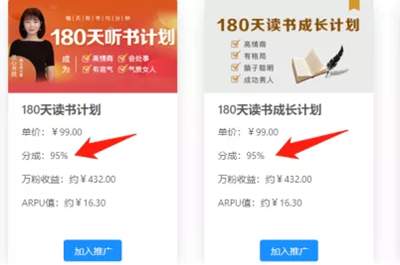 每天听书十分钟
180天听书计划
成为
高情商
会处事
有底气
气质女人
180天读书计划
单价：￥99.00
分成：95%
万粉收益：约￥432.00
ARPU值：约￥16.30
加入推广
180天读书成长计划
高情商
有格局
脑子聪明
成功贵人
180天读书成长计划
单价：￥99.00
分成：95%
万粉收益：约￥432.00
ARPU值：约￥16.30
加入推广